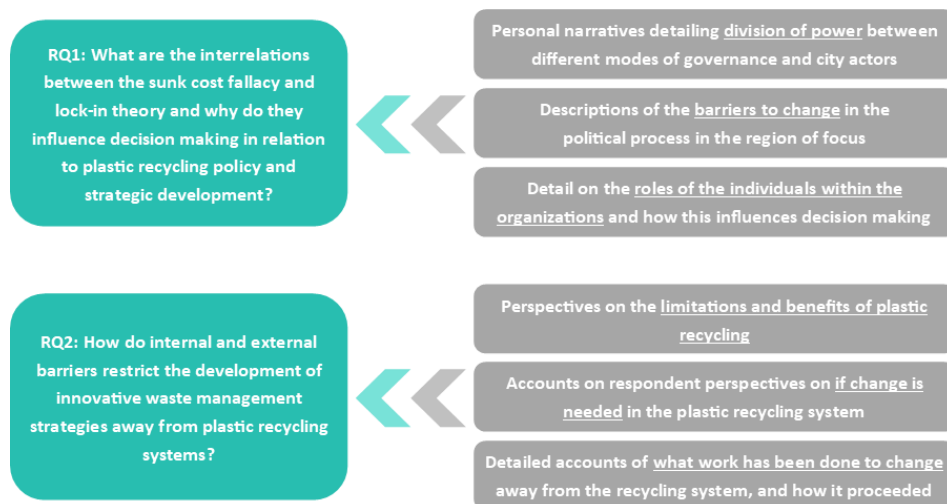 RQ1: What are the interrelations
between the sunk cost fallacy and
lock-in theory and why do they
influence decision making in relation
to plastic recycling policy and
strategic development?
Personal narratives detailing division of power between
different modes of governance and city actors
Descriptions of the barriers to change in the
political process in the region of focus
Detail on the roles of the individuals within the
organizations and how this influences decision making
RQ2: How do internal and external
barriers restrict the development of
innovative waste management
strategies away from plastic recycling
systems?
Perspectives on the limitations and benefits of plastic
recycling
Accounts on respondent perspectives on if change is
needed in the plastic recycling system
Detailed accounts of what work has been done to change
away from the recycling system, and how it proceeded